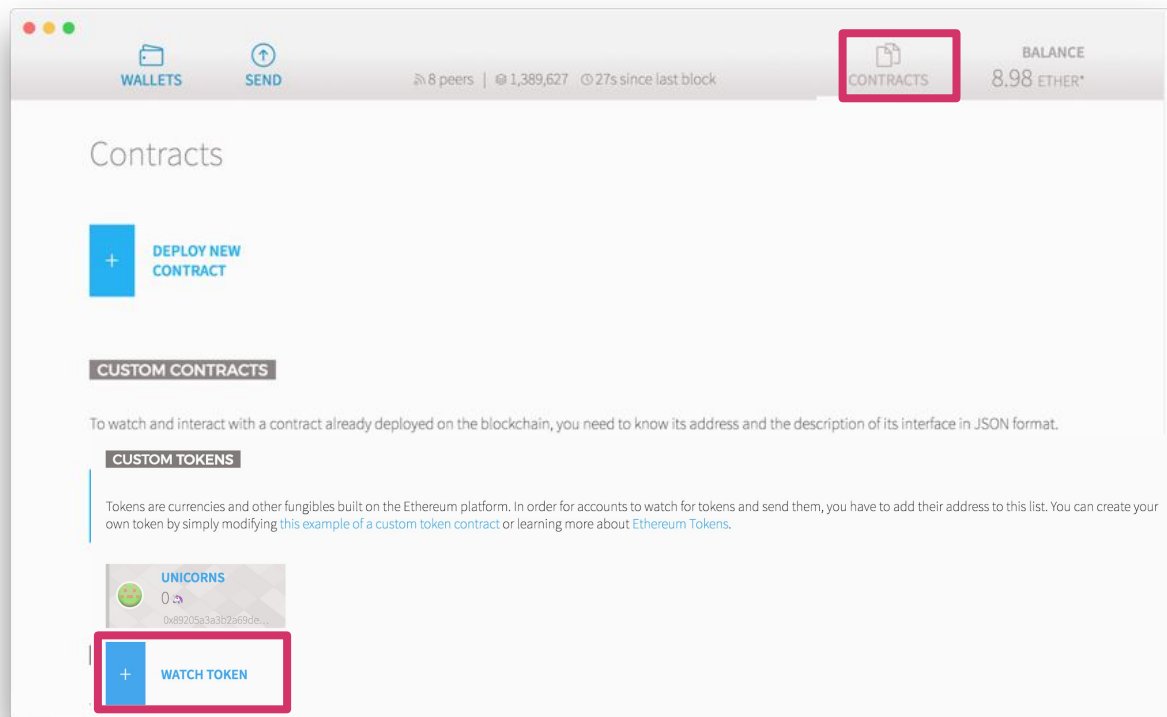 WALLETS
SEND
8 peers | 1,389,627 27s since last block
CONTRACTS
BALANCE
8.98 ETHER*
Contracts
+
DEPLOY NEW
CONTRACT
CUSTOM CONTRACTS
To watch and interact with a contract already deployed on the blockchain, you need to know its address and the description of its interface in JSON format.
CUSTOM TOKENS
Tokens are currencies and other fungibles built on the Ethereum platform. In order for accounts to watch for tokens and send them, you have to add their address to this list. You can create your
own token by simply modifying this example of a custom token contract or learning more about Ethereum Tokens.
UNICORNS
0 🦄
0x89205a3a3b2a69de...
+
WATCH TOKEN